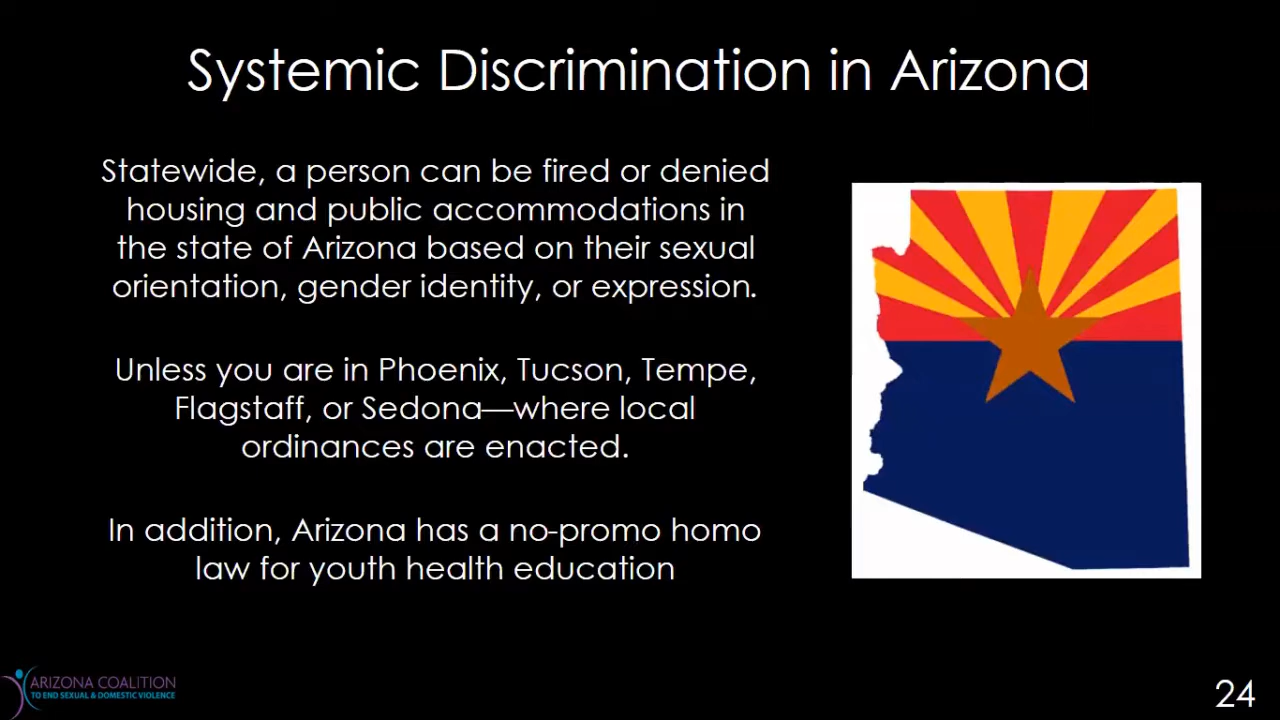 Systemic Discrimination in Arizona
Statewide, a person can be fired or denied
housing and public accommodations in
the state of Arizona based on their sexual
orientation, gender identity, or expression.
Unless you are in Phoenix, Tucson, Tempe,
Flagstaff, or Sedona—where local
ordinances are enacted.
In addition, Arizona has a no-promo homo
law for youth health education
ARIZONA COALITION
TO END SEXUAL & DOMESTIC VIOLENCE
24